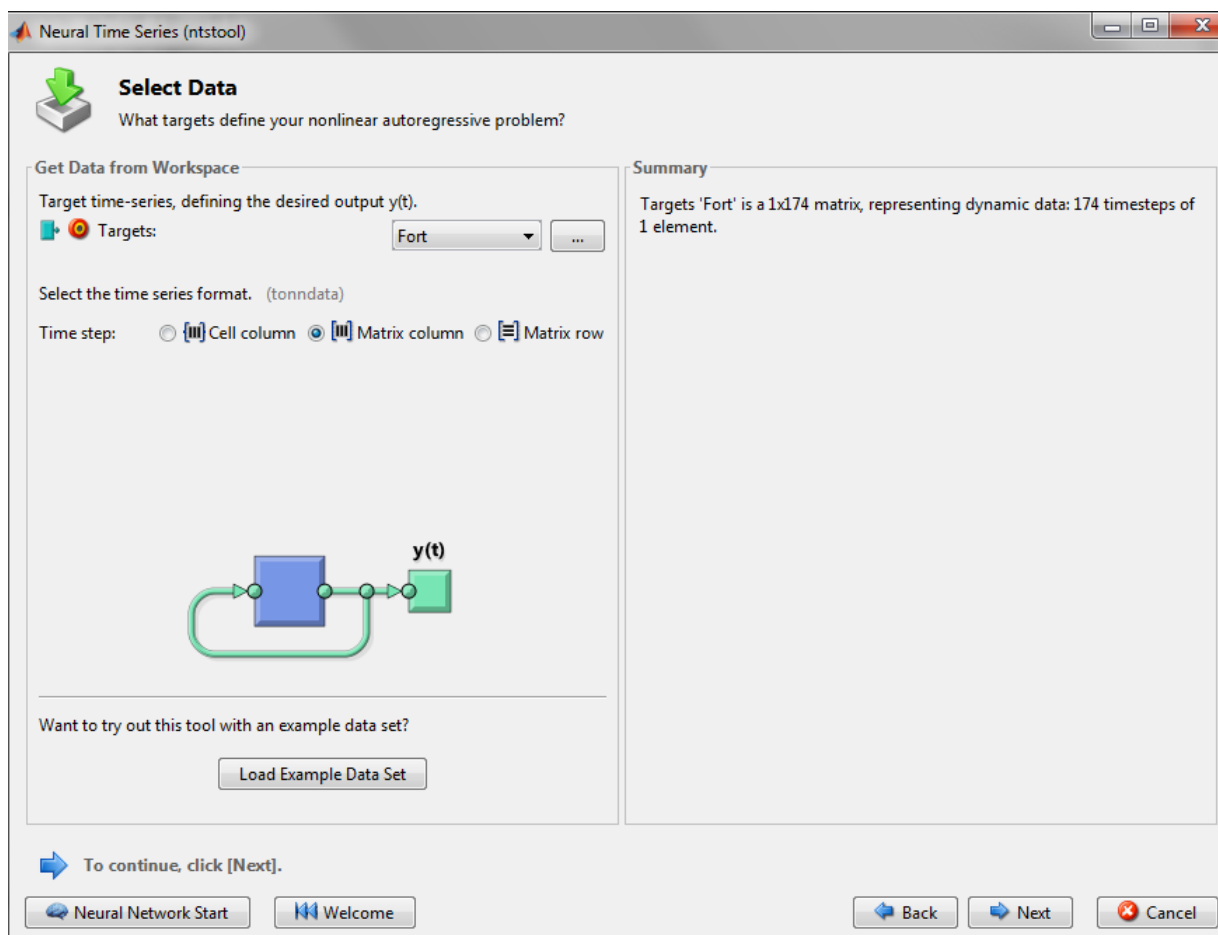 Neural Time Series (ntstool)
Select Data
What targets define your nonlinear autoregressive problem?
Get Data from Workspace
Target time-series, defining the desired output y(t).
Targets:
Fort
...
Select the time series format. (tonndata)
Time step:
Cell column
Matrix column
Matrix row
y(t)
Want to try out this tool with an example data set?
Load Example Data Set
Summary
Targets 'Fort' is a 1x174 matrix, representing dynamic data: 174 timesteps of
1 element.
To continue, click [Next].
Neural Network Start
Welcome
Back
Next
Cancel